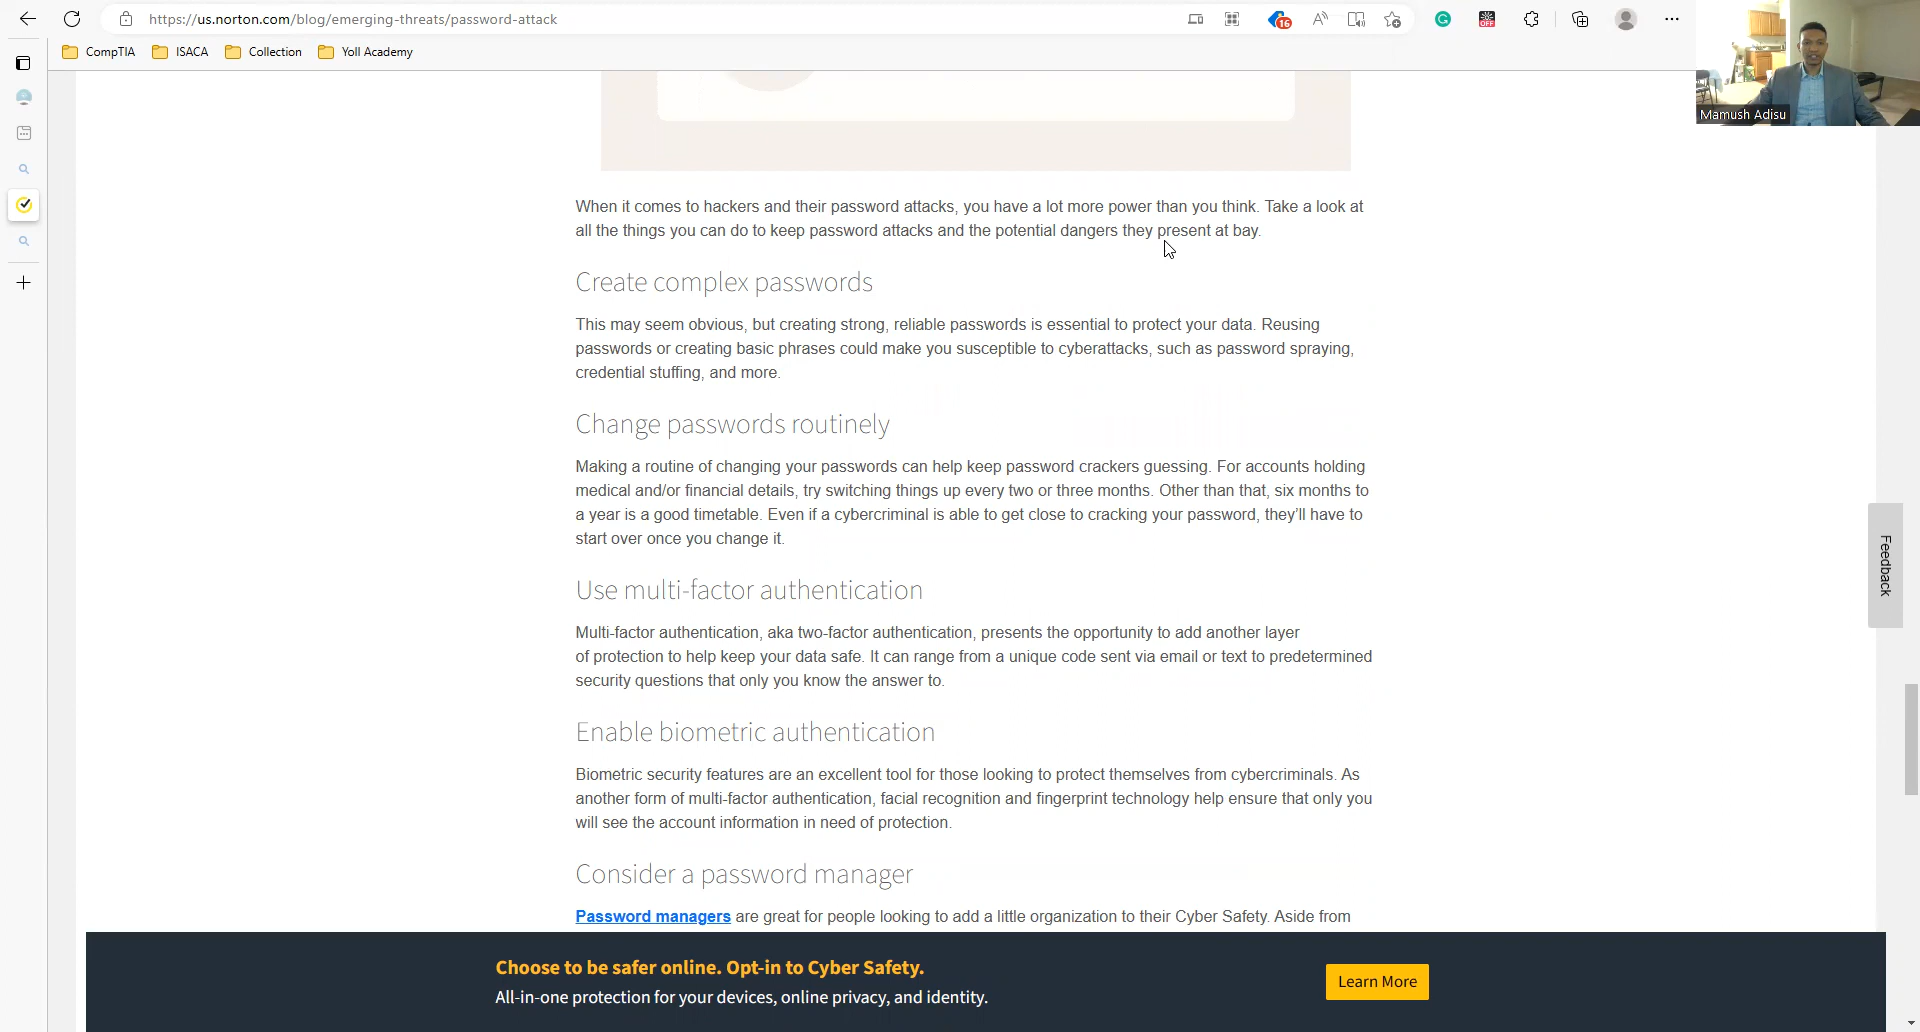 https://us.norton.com/blog/emerging-threats/password-attack
16
OFF
CompTIA
ISACA
Collection
Yoll Academy
Mamush Adisu
When it comes to hackers and their password attacks, you have a lot more power than you think. Take a look at
all the things you can do to keep password attacks and the potential dangers they present at bay.
Create complex passwords
This may seem obvious, but creating strong, reliable passwords is essential to protect your data. Reusing
passwords or creating basic phrases could make you susceptible to cyberattacks, such as password spraying,
credential stuffing, and more.
Change passwords routinely
Making a routine of changing your passwords can help keep password crackers guessing. For accounts holding
medical and/or financial details, try switching things up every two or three months. Other than that, six months to
a year is a good timetable. Even if a cybercriminal is able to get close to cracking your password, they'll have to
start over once you change it.
Feedback
Use multi-factor authentication
Multi-factor authentication, aka two-factor authentication, presents the opportunity to add another layer
of protection to help keep your data safe. It can range from a unique code sent via email or text to predetermined
security questions that only you know the answer to.
Enable biometric authentication
Biometric security features are an excellent tool for those looking to protect themselves from cybercriminals. As
another form of multi-factor authentication, facial recognition and fingerprint technology help ensure that only you
will see the account information in need of protection.
Consider a password manager
Password managers are great for people looking to add a little organization to their Cyber Safety. Aside from
Choose to be safer online. Opt-in to Cyber Safety.
All-in-one protection for your devices, online privacy, and identity.
Learn More